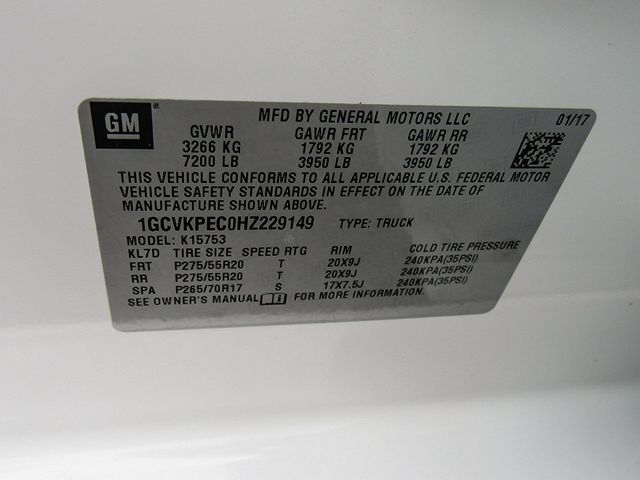 GM®
MFD BY GENERAL MOTORS LLC 01/17
GVWR GAWR FRT GAWR RR
3266 KG 1792 KG 1792 KG
7200 LB 3950 LB 3950 LB
THIS VEHICLE CONFORMS TO ALL APPLICABLE U.S. FEDERAL MOTOR
VEHICLE SAFETY STANDARDS IN EFFECT ON THE DATE OF
MANUFACTURE SHOWN ABOVE.
1GCVKPEC0HZ229149 TYPE: TRUCK
MODEL: K15753
KL7D TIRE SIZE SPEED RTG RIM COLD TIRE PRESSURE
FRT P275/55R20 T 20X9J 240KPA(35PSI)
RR P275/55R20 T 20X9J 240KPA(35PSI)
SPA P265/70R17 S 17X7.5J 240KPA(35PSI)
SEE OWNER'S MANUAL FOR MORE INFORMATION.